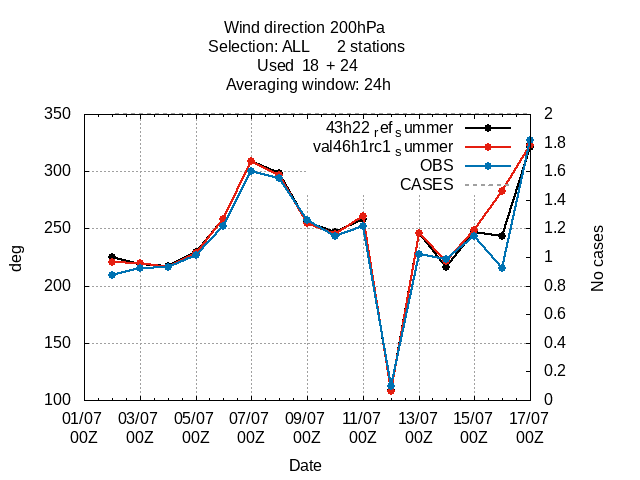 Wind direction 200hPa
Selection: ALL 2 stations
Used 18 + 24
Averaging window: 24h
43h22 ref summer
val46h1rc1 summer
OBS
CASES
350
300
250
200
150
100
deg
2
1.8
1.6
1.4
1.2
1
0.8
0.6
0.4
0.2
0
No cases
01/07 03/07 05/07 07/07 09/07 11/07 13/07 15/07 17/07
00Z 00Z 00Z 00Z 00Z 00Z 00Z 00Z 00Z
Date